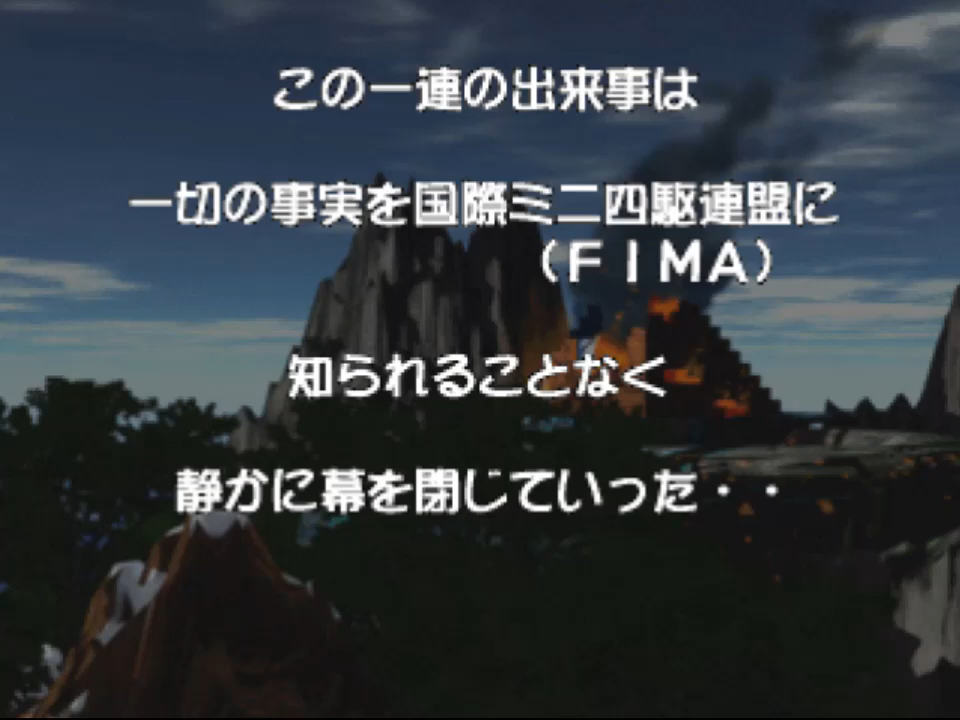 この一連の出来事は
一切の事実を国際ミニ四駆連盟に
（ＦＩＭＡ）
知られることなく
静かに幕を閉じていった・・